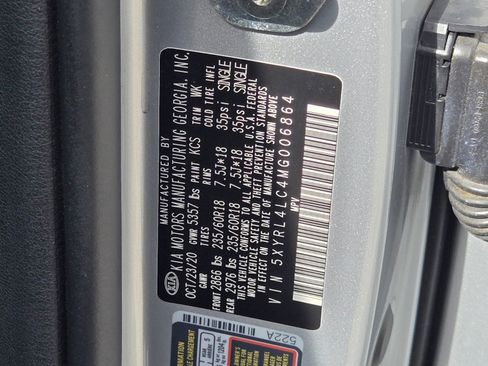 MANUFACTURED BY
KIA KIA MOTORS MANUFACTURING GEORGIA, INC.
OCT/23/20 GVWR 5357 lbs PAINT KCS TRIM WK
GAWR TIRES RIMS COLD TIRE INFL
FRONT 2866 lbs 235/60R18 7.5J*18 35psi SINGLE
REAR 2976 lbs 235/60R18 7.5J*18 35psi SINGLE
THIS VEHICLE CONFORMS TO ALL APPLICABLE U.S.A. FEDERAL
MOTOR VEHICLE SAFETY AND THEFT PREVENTION STANDARDS
IN EFFECT ON THE DATE OF MANUFACTURE SHOWN ABOVE
VIN 5XYRL4LC4MG006864
MPV
522A